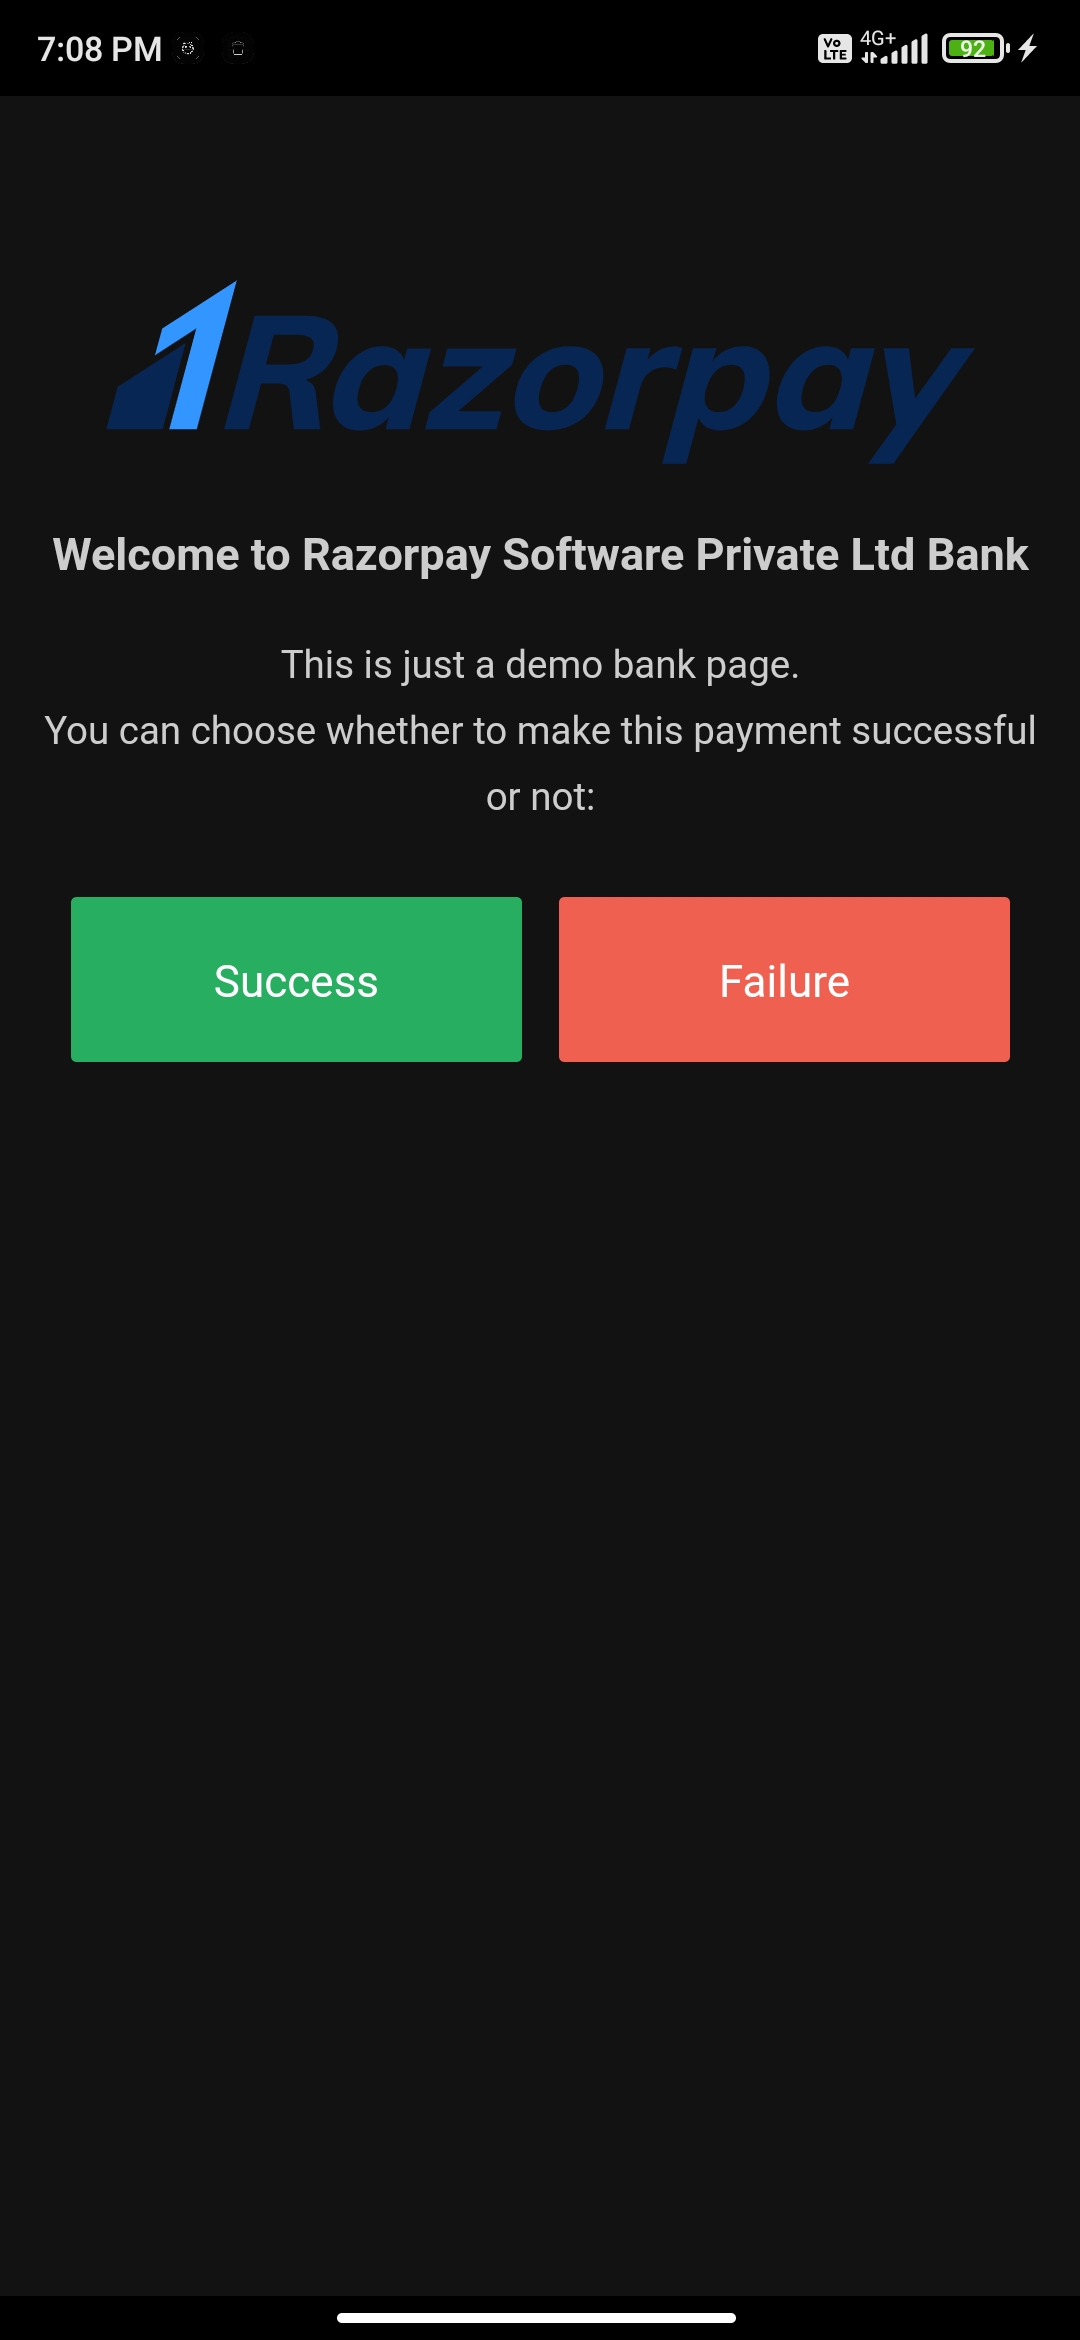 7:08 PM
Vo LTE 4G+ 92
Razorpay
Welcome to Razorpay Software Private Ltd Bank
This is just a demo bank page.
You can choose whether to make this payment successful
or not:
Success Failure